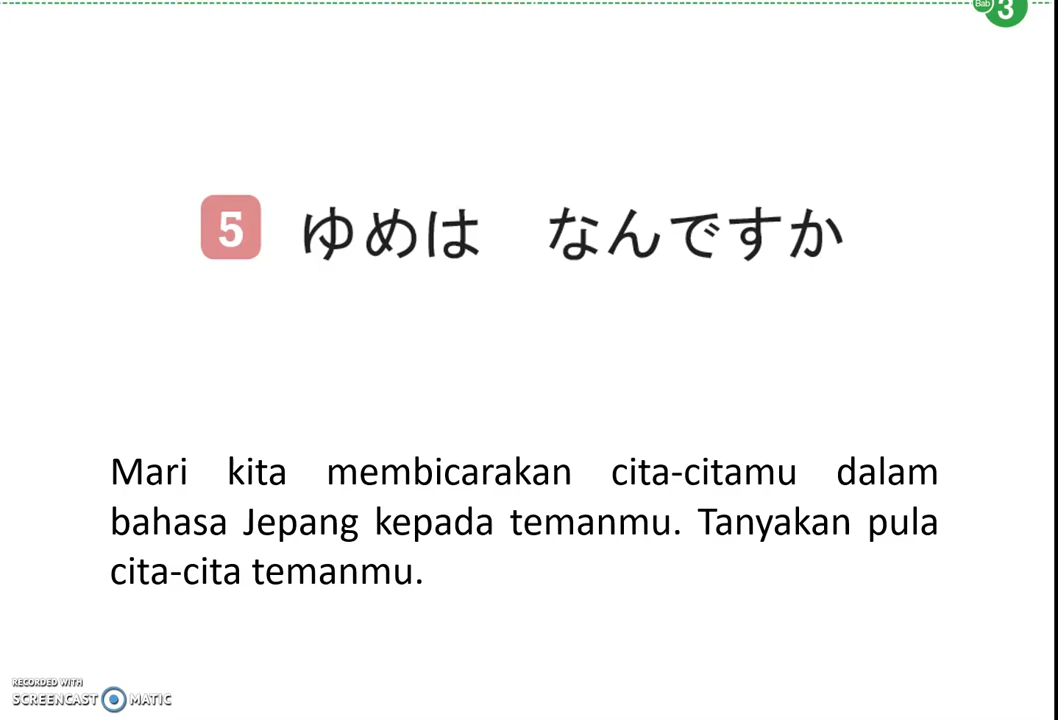 Bab 3
5 ゆめは　なんですか
Mari kita membicarakan cita-citamu dalam
bahasa Jepang kepada temanmu. Tanyakan pula
cita-cita temanmu.
RECORDED WITH
SCREENCAST MATIC